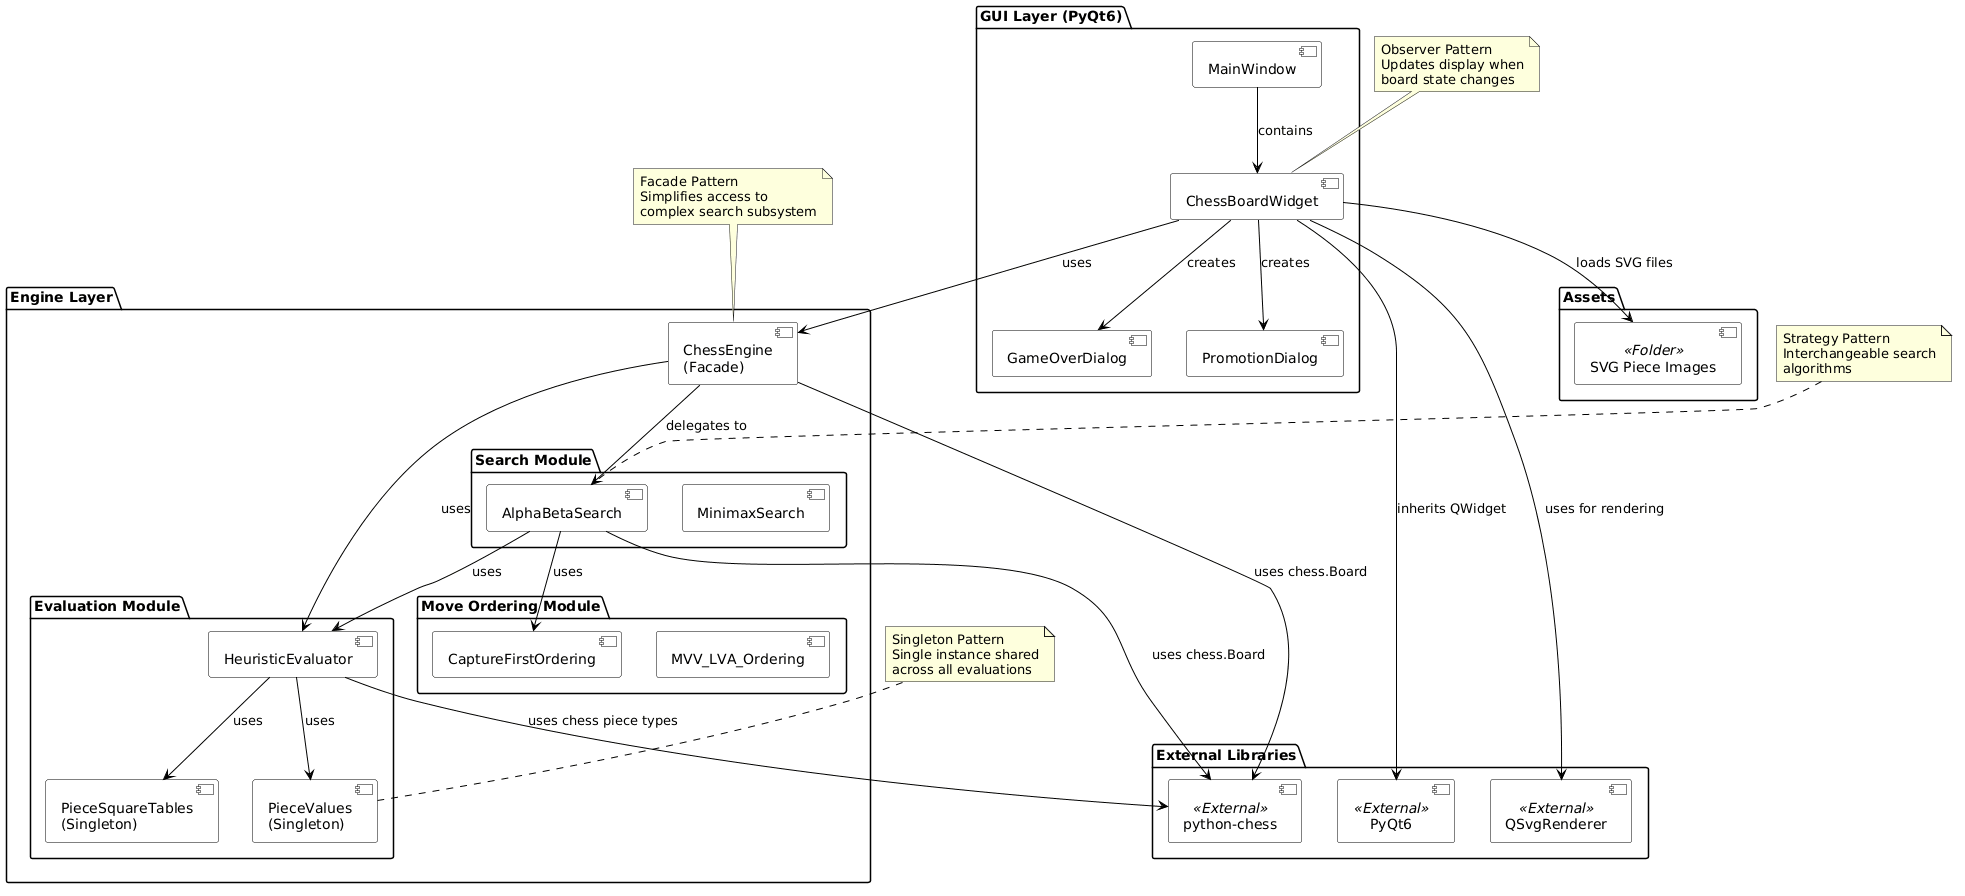 GUI Layer (PyQt6)
MainWindow
Observer Pattern
Updates display when
board state changes
contains
Facade Pattern
Simplifies access to
complex search subsystem
ChessBoardWidget
uses
creates
creates
loads SVG files
Engine Layer
Assets
ChessEngine
(Facade)
GameOverDialog
PromotionDialog
«Folder»
SVG Piece Images
Strategy Pattern
Interchangeable search
algorithms
delegates to
Search Module
AlphaBetaSearch
MinimaxSearch
uses
inherits QWidget
uses for rendering
uses
uses
uses chess.Board
Evaluation Module
Move Ordering Module
HeuristicEvaluator
CaptureFirstOrdering
MVV_LVA_Ordering
Singleton Pattern
Single instance shared
across all evaluations
uses chess.Board
uses
uses
uses chess piece types
External Libraries
PieceSquareTables
(Singleton)
PieceValues
(Singleton)
«External»
python-chess
«External»
PyQt6
«External»
QSvgRenderer